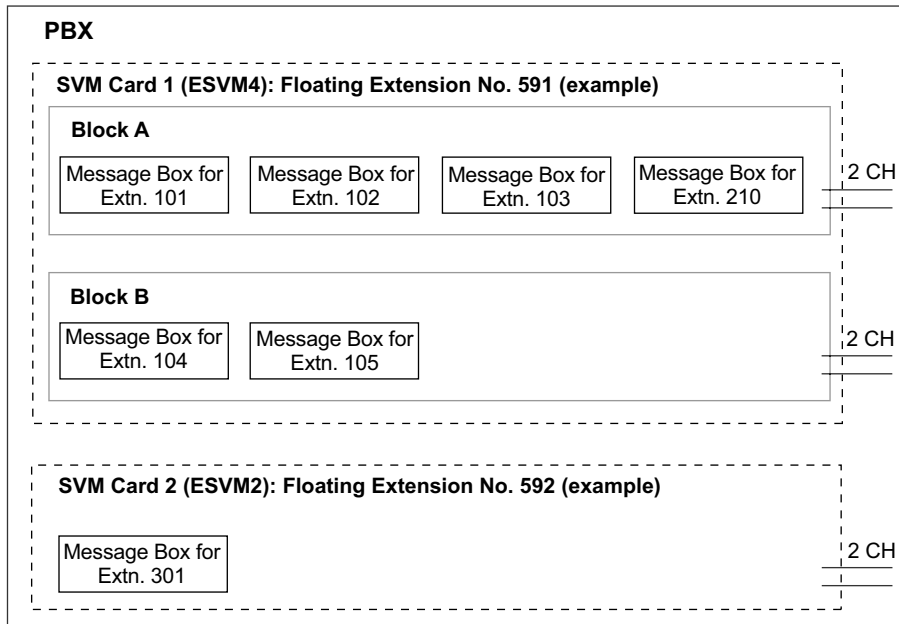 PBX
SVM Card 1 (ESVM4): Floating Extension No. 591 (example)
Block A
Message Box for
Extn. 101
Message Box for
Extn. 102
Message Box for
Extn. 103
Message Box for
Extn. 210
2 CH
Block B
Message Box for
Extn. 104
Message Box for
Extn. 105
2 CH
SVM Card 2 (ESVM2): Floating Extension No. 592 (example)
Message Box for
Extn. 301
2 CH